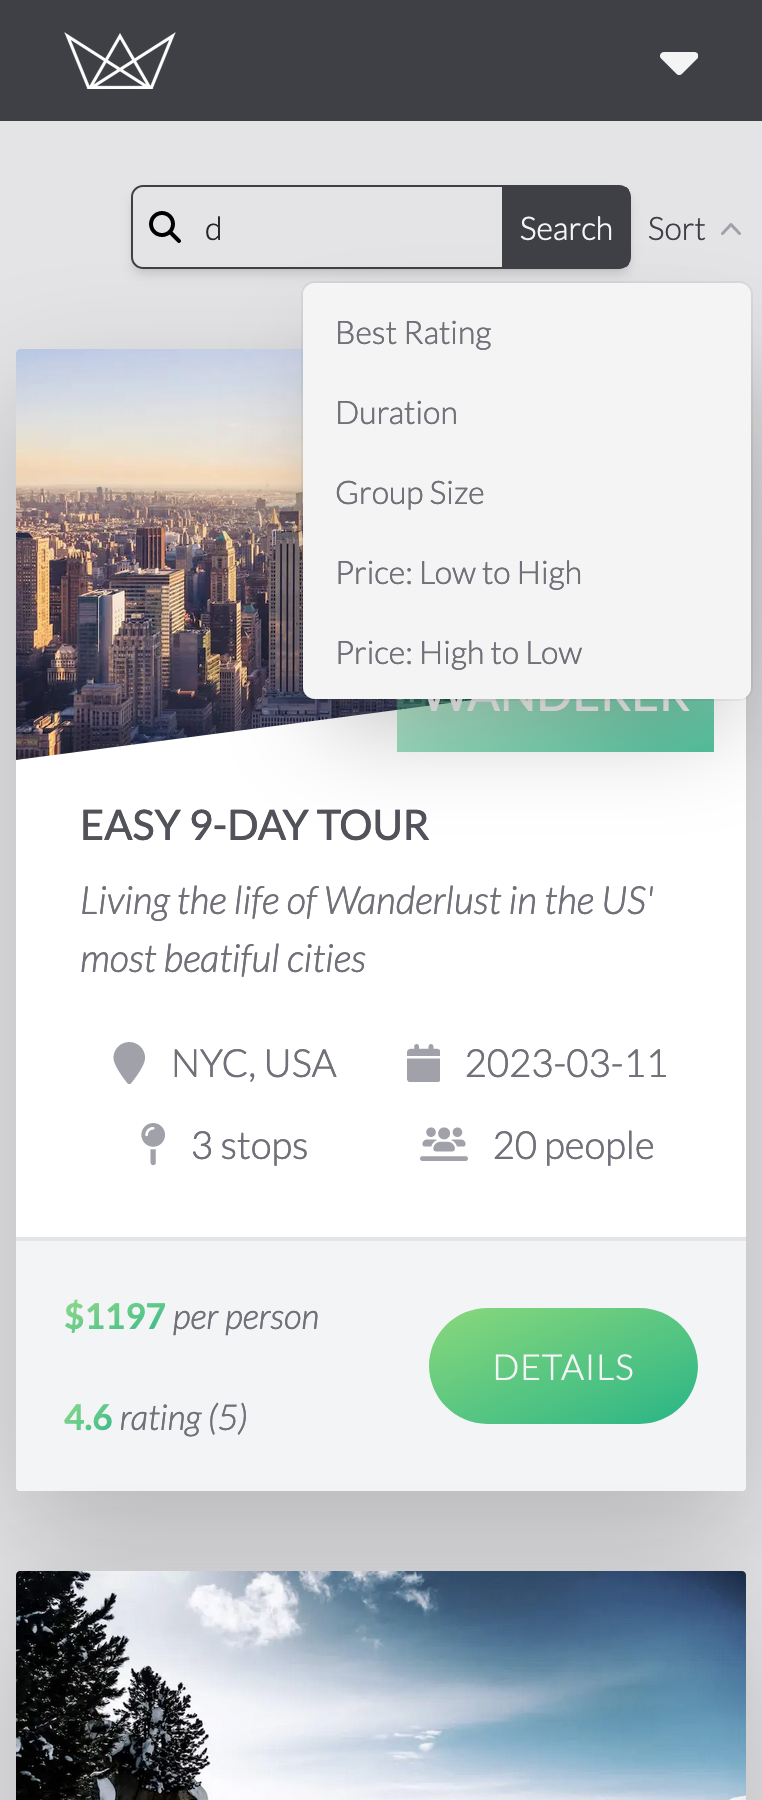 d
Search
Sort
Best Rating
Duration
Group Size
Price: Low to High
Price: High to Low
WANDERER
EASY 9-DAY TOUR
Living the life of Wanderlust in the US'
most beatiful cities
NYC, USA
2023-03-11
3 stops
20 people
$1197 per person
4.6 rating (5)
DETAILS